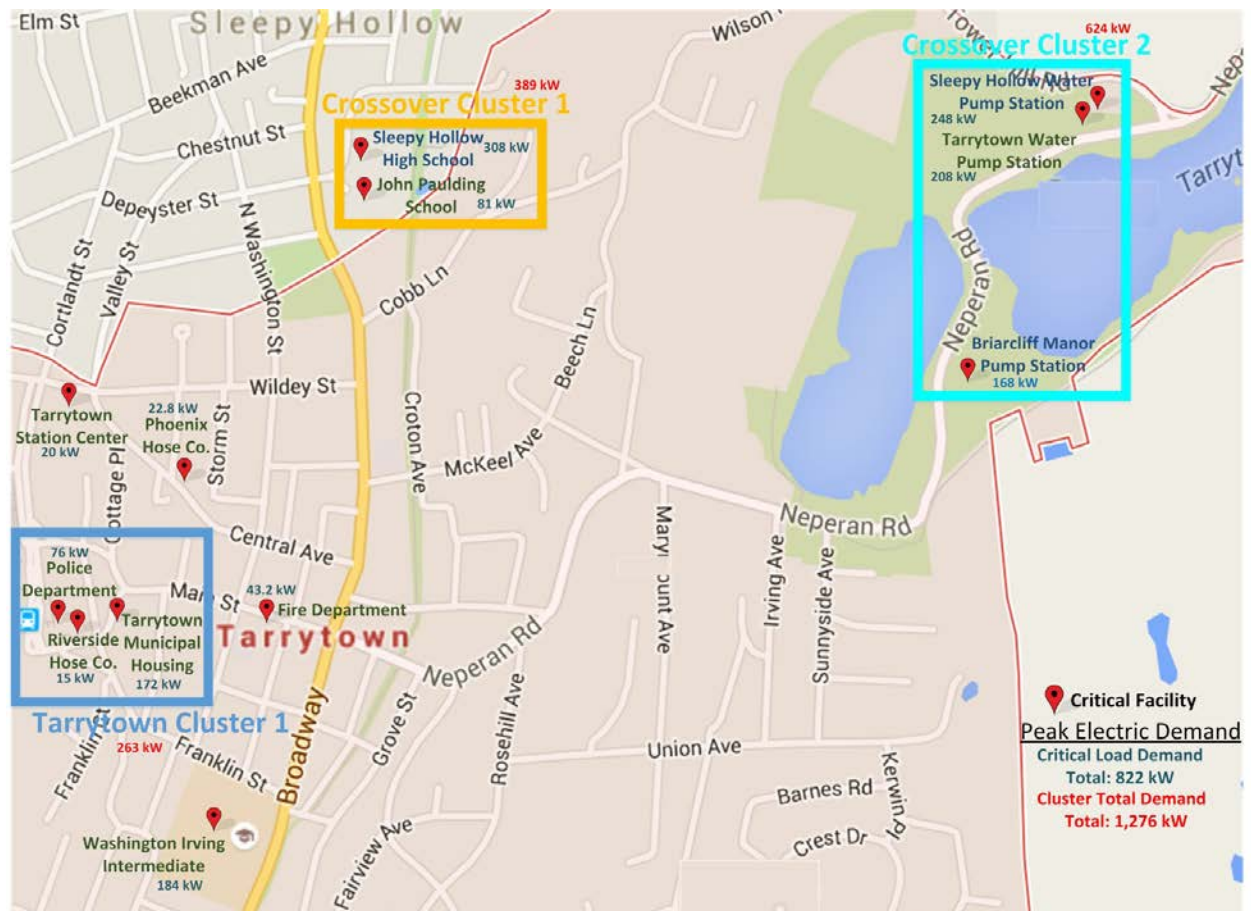 Elm St
Sleepy Hollow
Beekman Ave
Chestnut St
Depeyster St
N Washington St
Cortlandt St
Valley St
389 kW
Crossover Cluster 1
Sleepy Hollow
High School
308 kW
John Paulding
School
81 kW
Cobb Ln
Wilson
624 kW
Crossover Cluster 2
Sleepy Hollow Water
Pump Station
248 kW
Tarrytown Water
Pump Station
208 kW
Neperan Rd
Briarcliff Manor
Pump Station
168 kW
Wildey St
Tarrytown
Station Center
20 kW
22.8 kW
Phoenix
Hose Co.
Storm St
Cottage Pl
Croton Ave
Beech Ln
McKeel Ave
Central Ave
Neperan Rd
Irving Ave
Sunnyside Ave
76 kW
Police
Department
Riverside
Hose Co.
15 kW
Tarrytown
Municipal
Housing
172 kW
Main St
43.2 kW
Fire Department
Tarrytown
Neperan Rd
Tarrytown Cluster 1
263 kW
Franklin St
Broadway
Grove St
Rosehill Ave
Fairview Ave
Union Ave
Barnes Rd
Crest Dr
Kerwin Pl
Washington Irving
Intermediate
184 kW
Critical Facility
Peak Electric Demand
Critical Load Demand
Total: 822 kW
Cluster Total Demand
Total: 1,276 kW